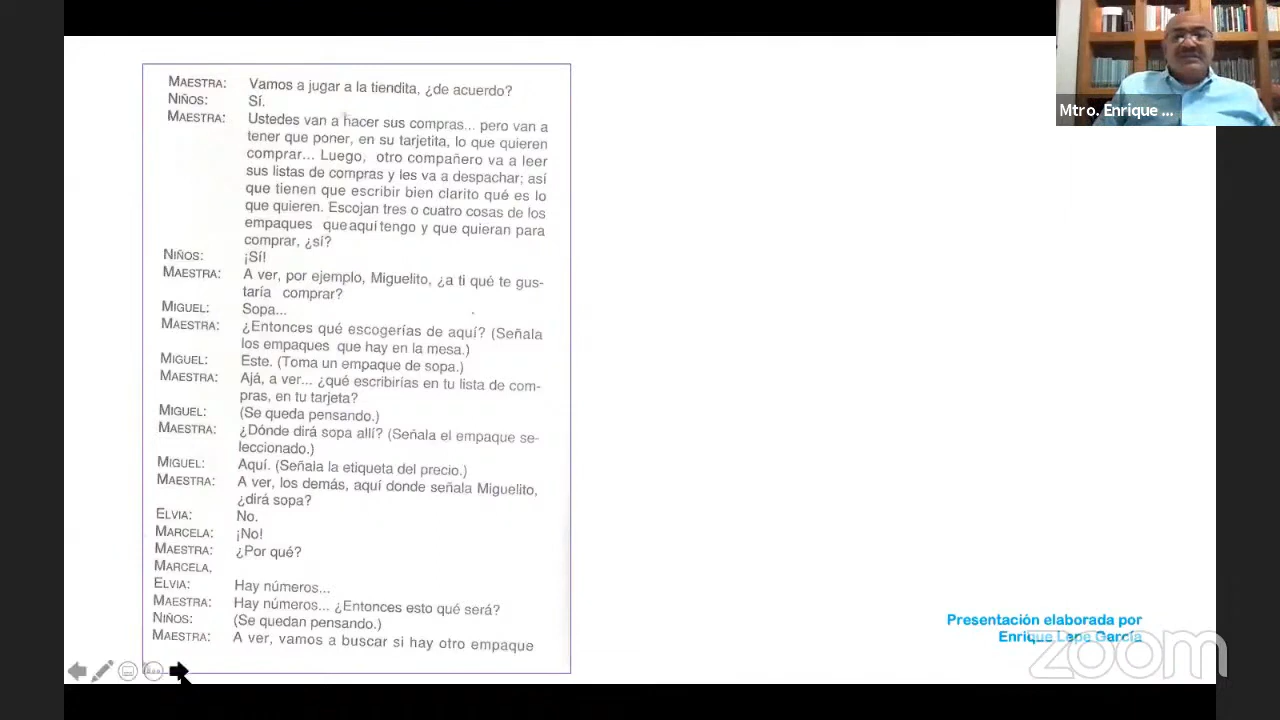 Mtro. Enrique ...
MAESTRA: Vamos a jugar a la tiendita, ¿de acuerdo?
NIÑOS: Sí.
MAESTRA: Ustedes van a hacer sus compras... pero van a
tener que poner, en su tarjetita, lo que quieren
comprar... Luego, otro compañero va a leer
sus listas de compras y les va a despachar; así
que tienen que escribir bien clarito qué es lo
que quieren. Escojan tres o cuatro cosas de los
empaques que aquí tengo y que quieran para
comprar, ¿sí?
NIÑOS: ¡Sí!
MAESTRA: A ver, por ejemplo, Miguelito, ¿a ti qué te gus-
taría comprar?
MIGUEL: Sopa...
MAESTRA: ¿Entonces qué escogerías de aquí? (Señala
los empaques que hay en la mesa.)
MIGUEL: Este. (Toma un empaque de sopa.)
MAESTRA: Ajá, a ver... ¿qué escribirías en tu lista de com-
pras, en tu tarjeta?
MIGUEL: (Se queda pensando.)
MAESTRA: ¿Dónde dirá sopa allí? (Señala el empaque se-
leccionado.)
MIGUEL: Aquí. (Señala la etiqueta del precio.)
MAESTRA: A ver, los demás, aquí donde señala Miguelito,
¿dirá sopa?
ELVIA: No.
MARCELA: ¡No!
MAESTRA: ¿Por qué?
MARCELA,
ELVIA: Hay números...
MAESTRA: Hay números... ¿Entonces esto qué será?
NIÑOS: (Se quedan pensando.)
MAESTRA: A ver, vamos a buscar si hay otro empaque
Presentación elaborada por
Enrique Lepe García
zoom